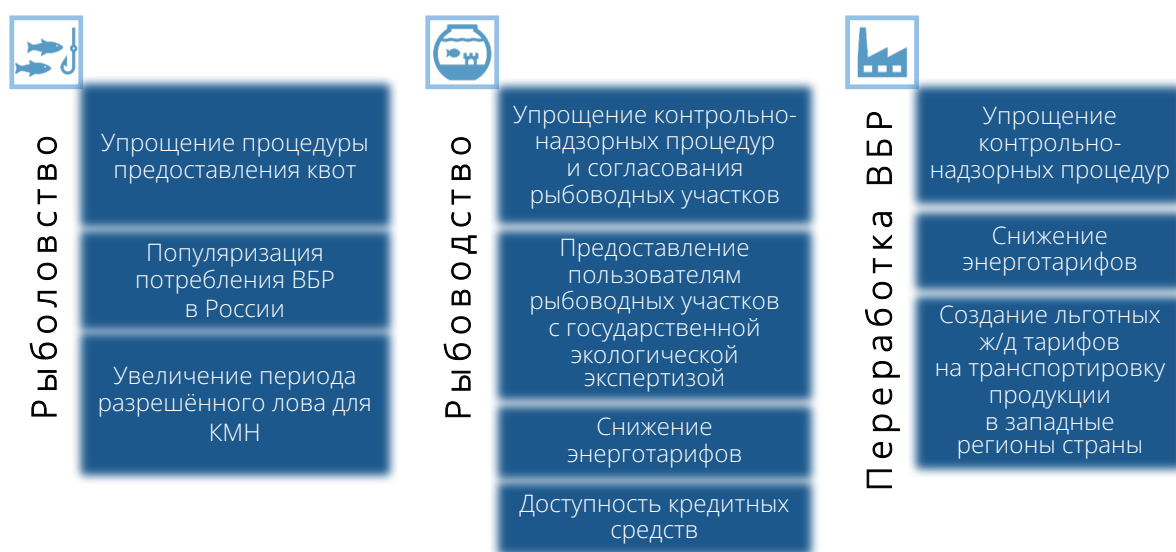 Рыболовство
Упрощение процедуры
предоставления квот
Популяризация
потребления ВБР
в России
Увеличение периода
разрешённого лова для
КМН
Рыбоводство
Упрощение контрольно-
надзорных процедур
и согласования
рыбоводных участков
Предоставление
пользователям
рыбоводных участков
с государственной
экологической
экспертизой
Снижение
энерготарифов
Доступность кредитных
средств
Переработка ВБР
Упрощение
контрольно-
надзорных процедур
Снижение
энерготарифов
Создание льготных
ж/д тарифов
на транспортировку
продукции
в западные
регионы страны